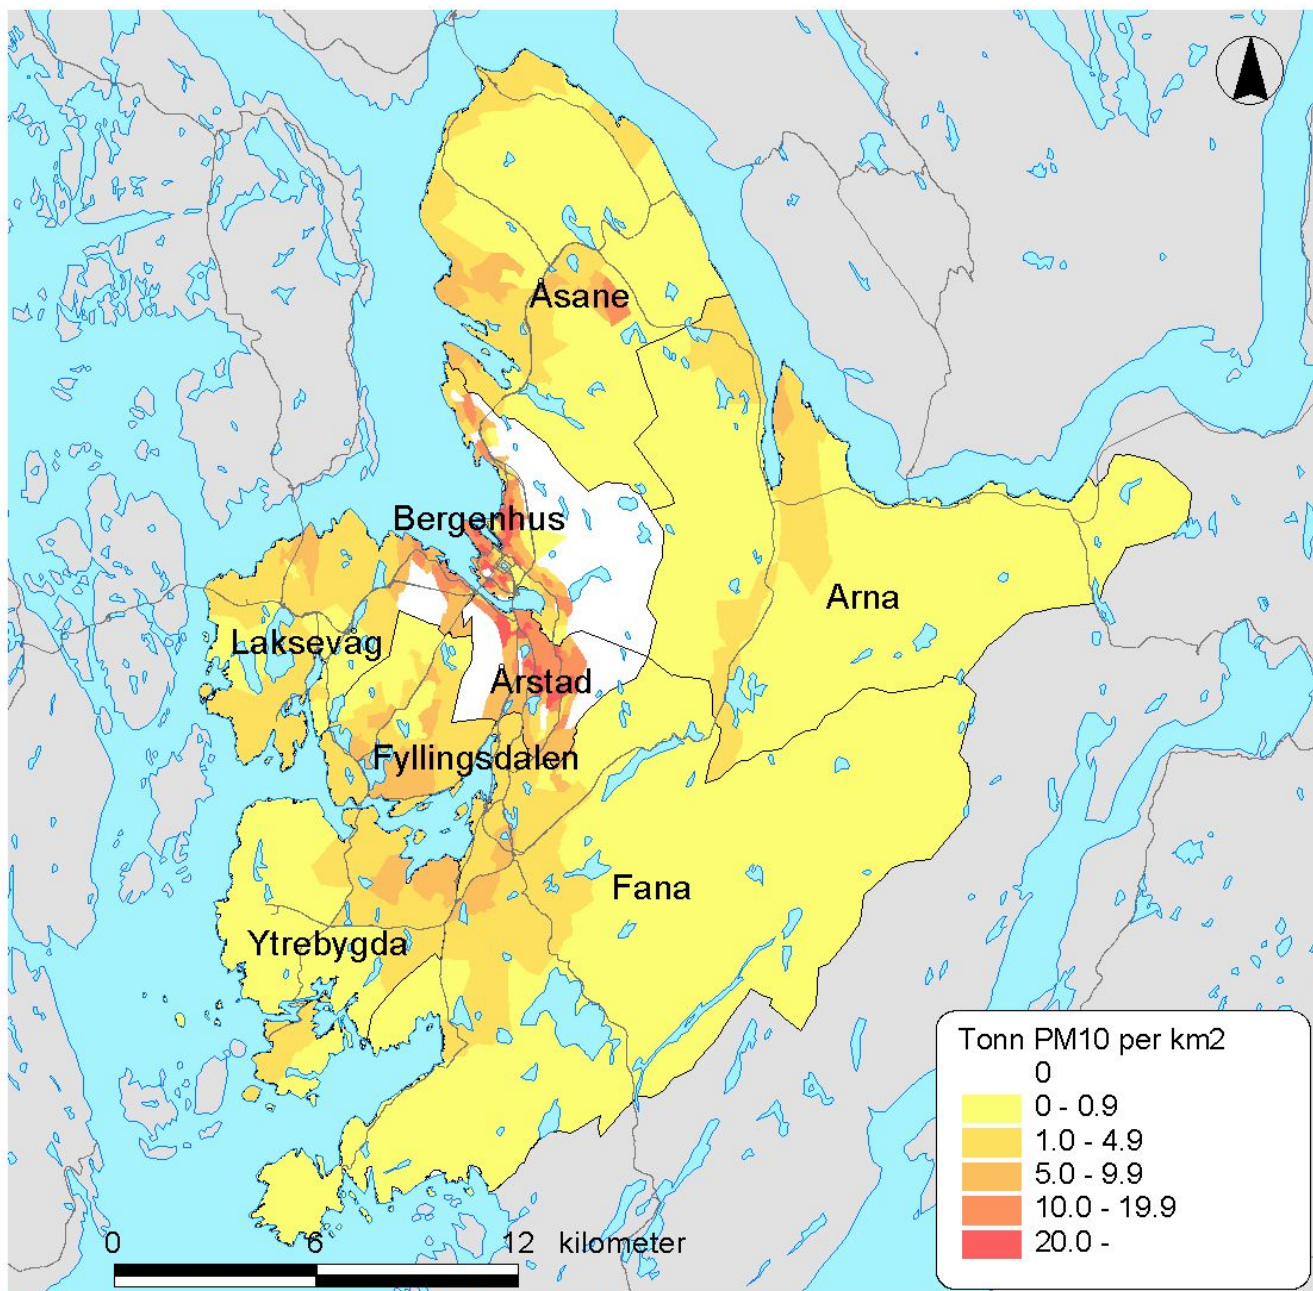 Åsane
Bergenhus
Arna
Laksevåg
Årstad
Fyllingsdalen
Fana
Ytrebygda
Tonn PM10 per km2
0
0 - 0.9
1.0 - 4.9
5.0 - 9.9
10.0 - 19.9
20.0 -
0 6 12 kilometer